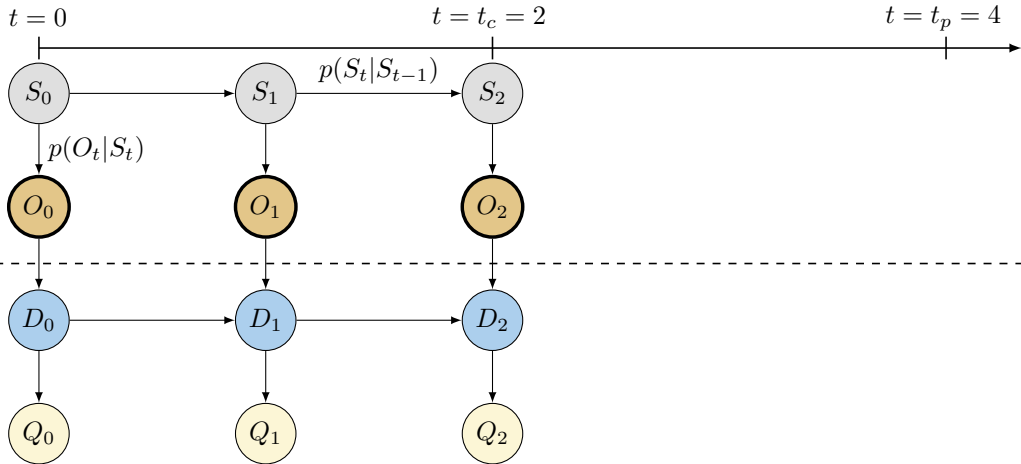 t = 0
t = t_c = 2
t = t_p = 4
p(S_t|S_{t−1})
S_0
S_1
S_2
p(O_t|S_t)
O_0
O_1
O_2
D_0
D_1
D_2
Q_0
Q_1
Q_2